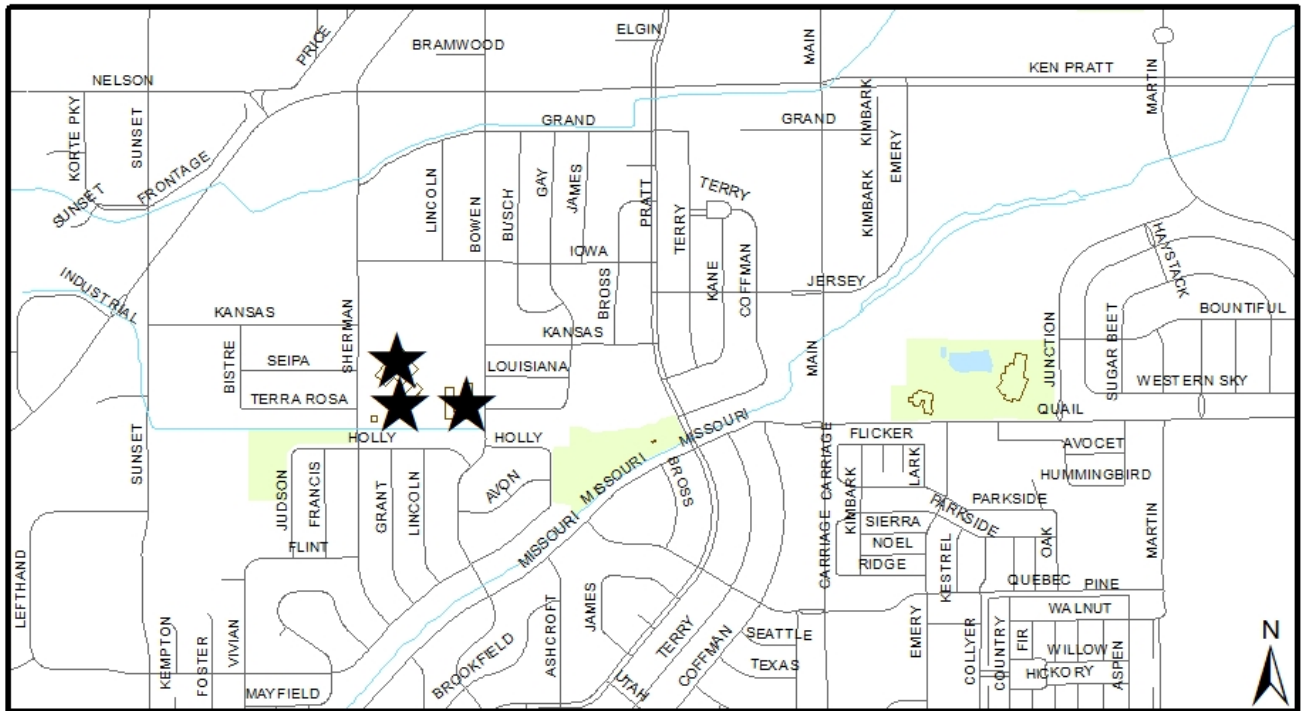 ELGIN
PRICE
BRAMWOOD
MAIN
KEN PRATT
NELSON
MARTIN
KORTE PKY
SUNSET
GRAND
GRAND
KIMBARK
EMERY
SUNSET
FRONTAGE
LINCOLN
BOWEN
BUSCH
GAY
JAMES
PRATT
TERRY
TERRY
KIMBARK
IOWA
HAYSTACK
INDUSTRIAL
KANE
COFFMAN
JERSEY
BROSS
KANSAS
SHERMAN
KANSAS
BOUNTIFUL
BISTRE
SEIPA
LOUISIANA
MAIN
JUNCTION
SUGAR BEET
WESTERN SKY
TERRA ROSA
QUAIL
HOLLY
HOLLY
MISSOURI
SUNSET
FLICKER
AVOCET
JUDSON
FRANCIS
GRANT
LINCOLN
AVON
MISSOURI
BROSS
CARRIAGE
CARRIAGE
KIMBARK
LARK
HUMMINGBIRD
PARKSIDE
PARKSIDE
MISSOURI
SIERRA
NOEL
RIDGE
OAK
MARTIN
FLINT
KESTREL
QUEBEC
PINE
LEFTHAND
KEMPTON
FOSTER
VIVIAN
ASHCROFT
JAMES
TERRY
COFFMAN
SEATTLE
TEXAS
EMERY
COLLYER
COUNTRY
FIR
WALNUT
WILLOW
HICKORY
ASPEN
MAYFIELD
BROOKFIELD
UTAH
N